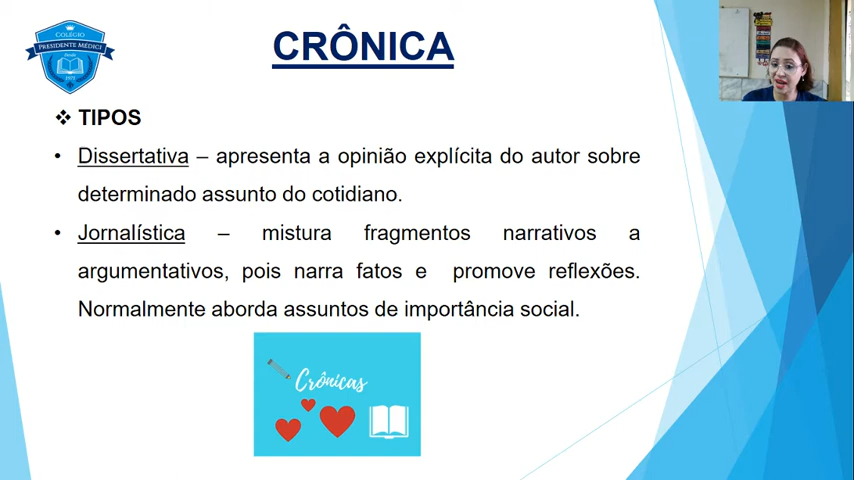 COLÉGIO
PRESIDENTE MÉDICI
CRÔNICA
❖ TIPOS
• Dissertativa – apresenta a opinião explícita do autor sobre
determinado assunto do cotidiano.
• Jornalística – mistura fragmentos narrativos a
argumentativos, pois narra fatos e promove reflexões.
Normalmente aborda assuntos de importância social.
Crônicas